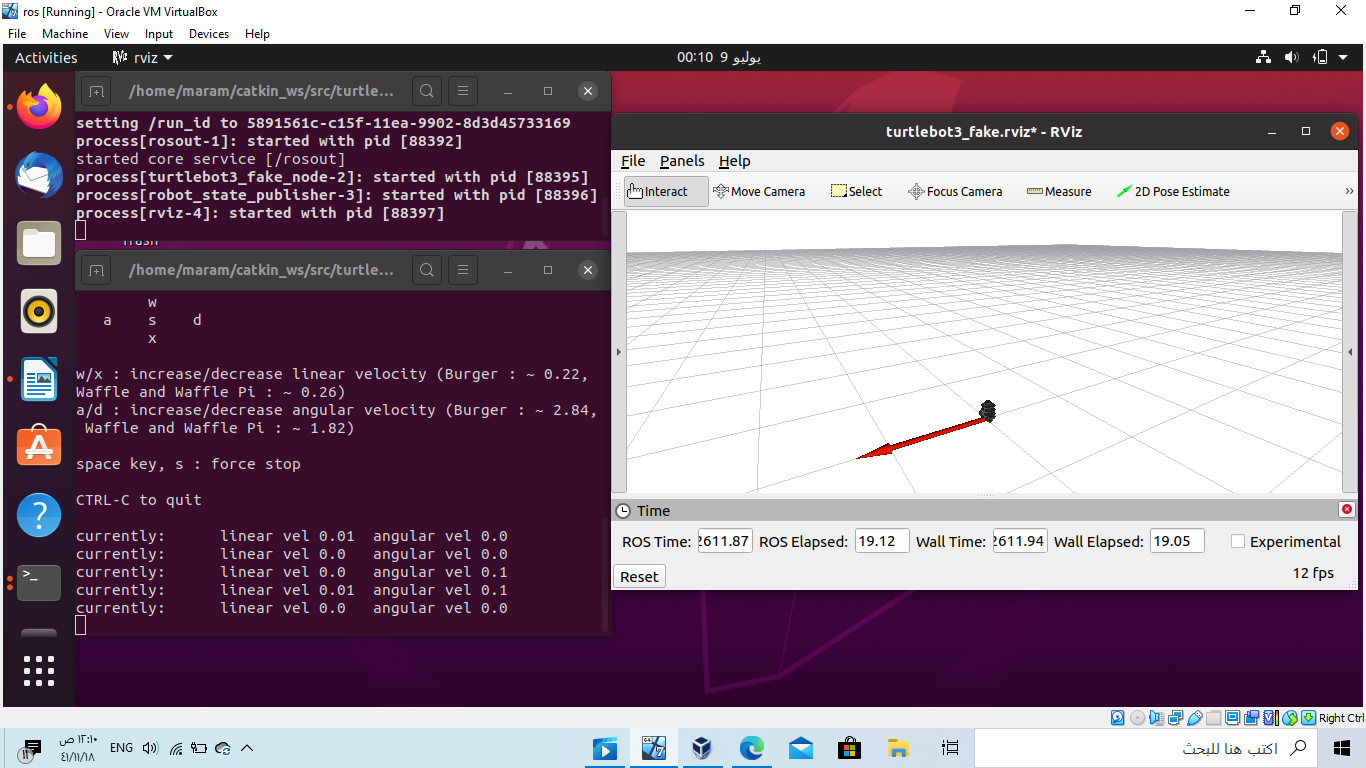 ros [Running] - Oracle VM VirtualBox
File Machine View Input Devices Help
Activities rviz 00:10 9 يوليو
/home/maram/catkin_ws/src/turtle...
setting /run_id to 5891561c-c15f-11ea-9902-8d3d45733169
process[rosout-1]: started with pid [88392]
started core service [/rosout]
process[turtlebot3_fake_node-2]: started with pid [88395]
process[robot_state_publisher-3]: started with pid [88396]
process[rviz-4]: started with pid [88397]
/home/maram/catkin_ws/src/turtle...
w
a s d
x
w/x : increase/decrease linear velocity (Burger : ~ 0.22,
Waffle and Waffle Pi : ~ 0.26)
a/d : increase/decrease angular velocity (Burger : ~ 2.84,
Waffle and Waffle Pi : ~ 1.82)
space key, s : force stop
CTRL-C to quit
currently: linear vel 0.01 angular vel 0.0
currently: linear vel 0.0 angular vel 0.0
currently: linear vel 0.0 angular vel 0.1
currently: linear vel 0.01 angular vel 0.1
currently: linear vel 0.0 angular vel 0.0
turtlebot3_fake.rviz* - RViz
File Panels Help
Interact Move Camera Select Focus Camera Measure 2D Pose Estimate »
Time
ROS Time: 2611.87 ROS Elapsed: 19.12 Wall Time: 2611.94 Wall Elapsed: 19.05 Experimental
Reset 12 fps
Right Ctrl
١٢:١٠ ص
٤١/١١/١٨
ENG
اكتب هنا للبحث